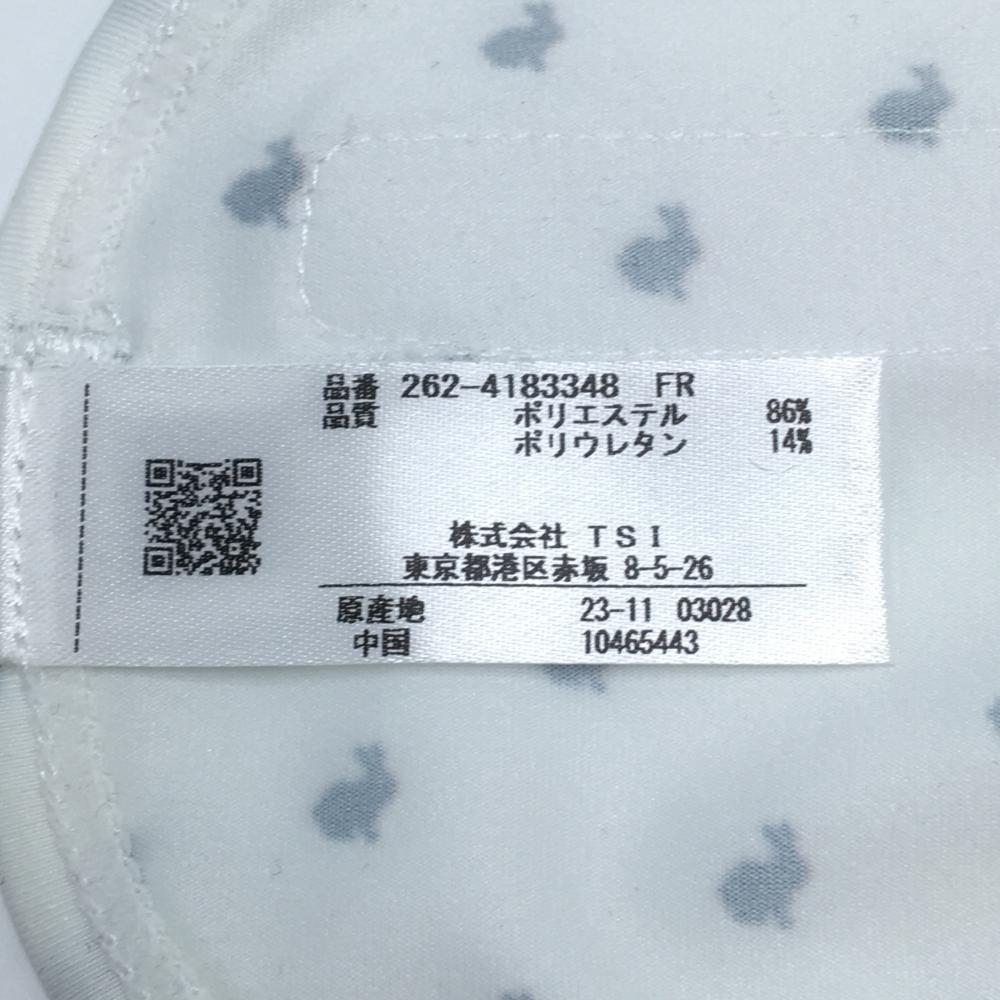 品番 262-4183348 FR
品質 ポリエステル 86%
ポリウレタン 14%
株式会社 TSI
東京都港区赤坂 8-5-26
原産地 23-11 03028
中国 10465443